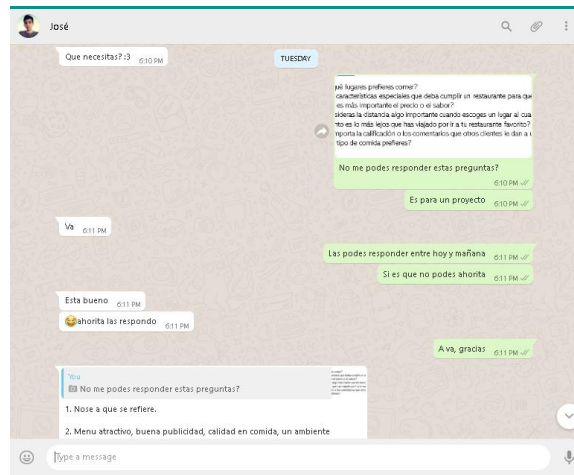 José
Que necesitas? :3 6:10 PM
TUESDAY
qué lugares prefieres comer?
características especiales que deba cumplir un restaurante para que
es más importante el precio o el sabor?
sideras la distancia algo importante cuando escoges un lugar al cua
nto es lo más lejos que has viajado por ir a tu restaurante favorito?
mporta la calificación o los comentarios que otros clientes le dan a
tipo de comida prefieres?
No me podes responder estas preguntas?
6:10 PM
Es para un proyecto 6:10 PM
Va 6:11 PM
Las podes responder entre hoy y mañana 6:11 PM
Si es que no podes ahorita 6:11 PM
Esta bueno 6:11 PM
😂ahorita las respondo 6:11 PM
A va, gracias 6:11 PM
You
No me podes responder estas preguntas?
1. Nose a que se refiere.
2. Menu atractivo, buena publicidad, calidad en comida, un ambiente
Type a message